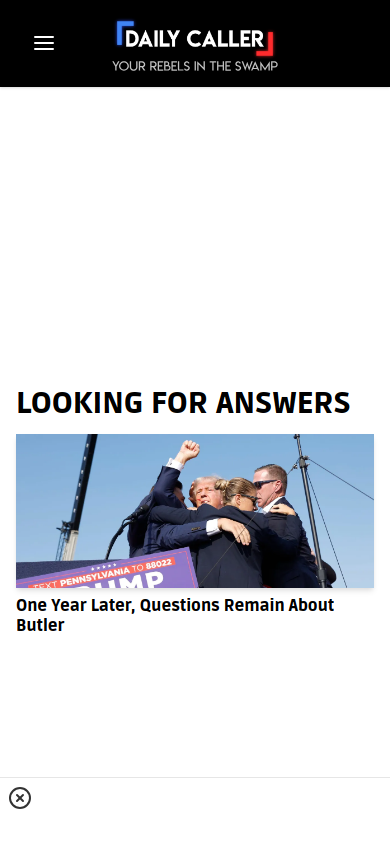 DAILY CALLER
YOUR REBELS IN THE SWAMP
LOOKING FOR ANSWERS
TEXT PENNSYLVANIA TO 88022
TRUMP
One Year Later, Questions Remain About
Butler